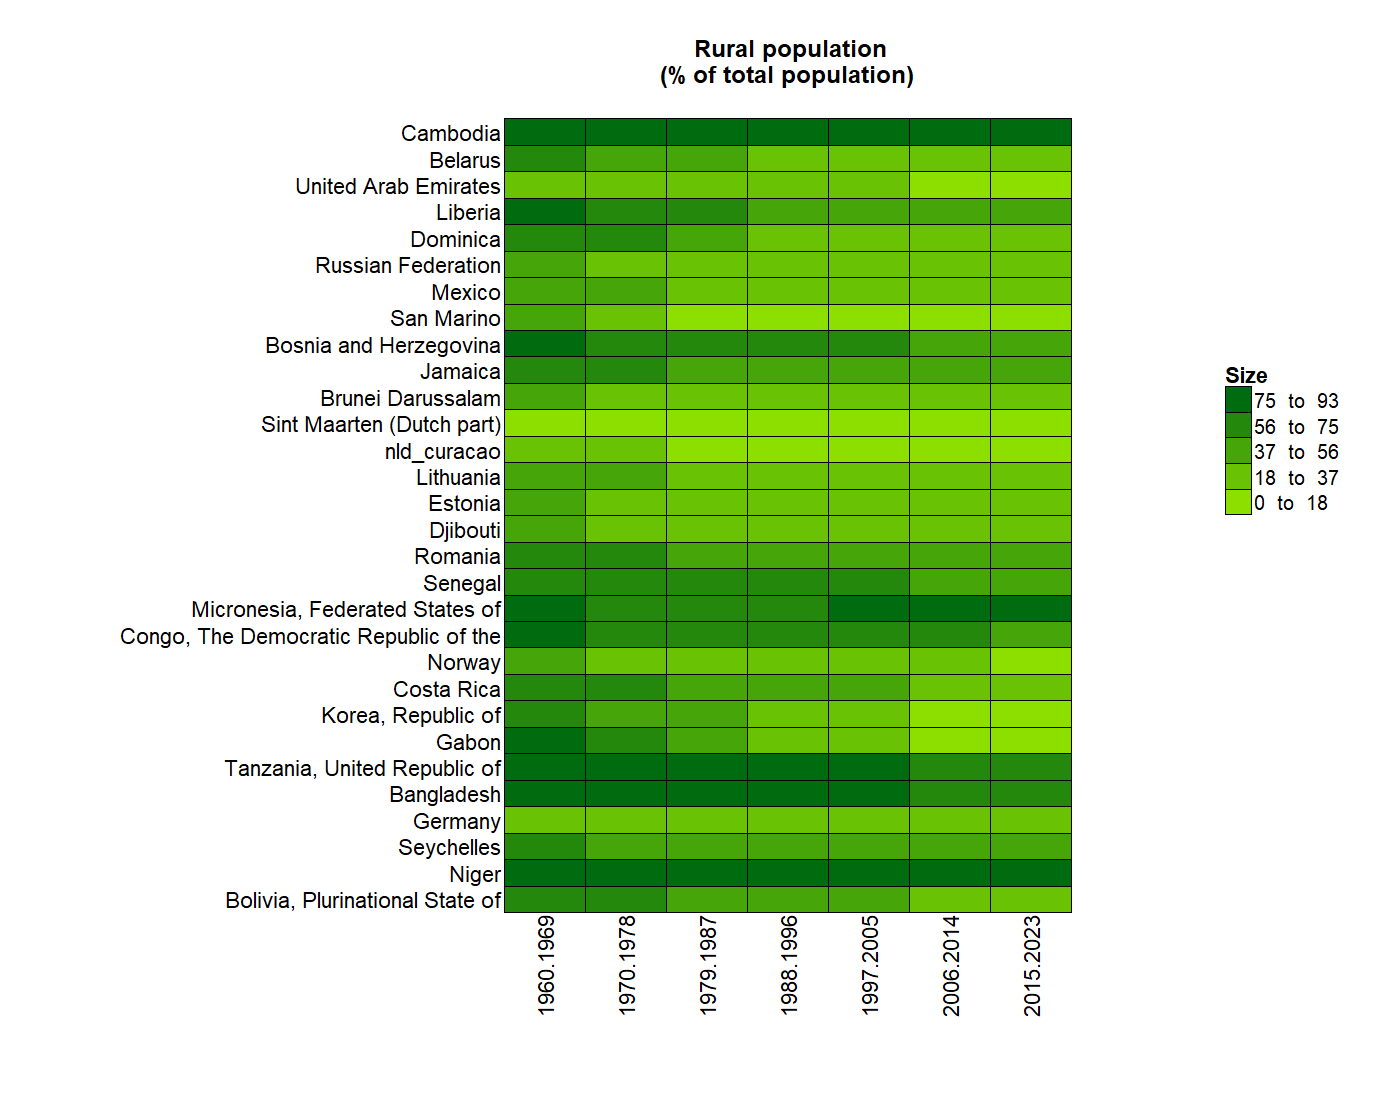 Rural population
(% of total population)
Cambodia
Belarus
United Arab Emirates
Liberia
Dominica
Russian Federation
Mexico
San Marino
Bosnia and Herzegovina
Jamaica
Brunei Darussalam
Sint Maarten (Dutch part)
nld_curacao
Lithuania
Estonia
Djibouti
Romania
Senegal
Micronesia, Federated States of
Congo, The Democratic Republic of the
Norway
Costa Rica
Korea, Republic of
Gabon
Tanzania, United Republic of
Bangladesh
Germany
Seychelles
Niger
Bolivia, Plurinational State of
1960.1969
1970.1978
1979.1987
1988.1996
1997.2005
2006.2014
2015.2023
Size
75 to 93
56 to 75
37 to 56
18 to 37
0 to 18